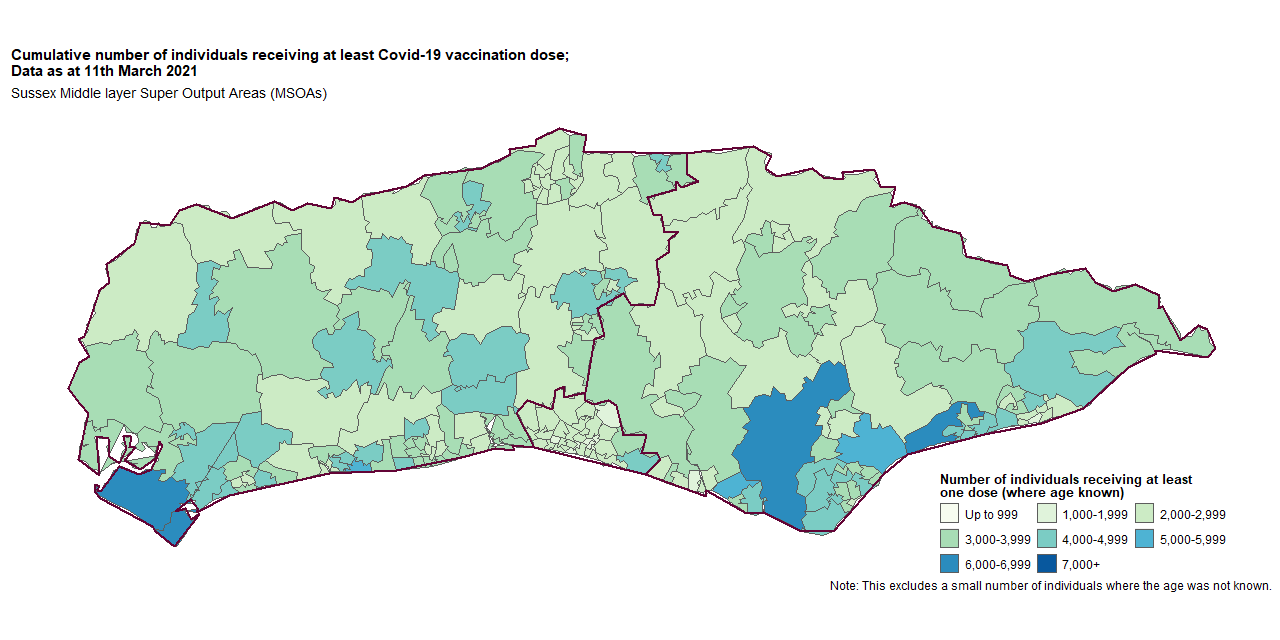 Cumulative number of individuals receiving at least Covid-19 vaccination dose;
Data as at 11th March 2021
Sussex Middle layer Super Output Areas (MSOAs)
Number of individuals receiving at least
one dose (where age known)
Up to 999 1,000-1,999 2,000-2,999
3,000-3,999 4,000-4,999 5,000-5,999
6,000-6,999 7,000+
Note: This excludes a small number of individuals where the age was not known.